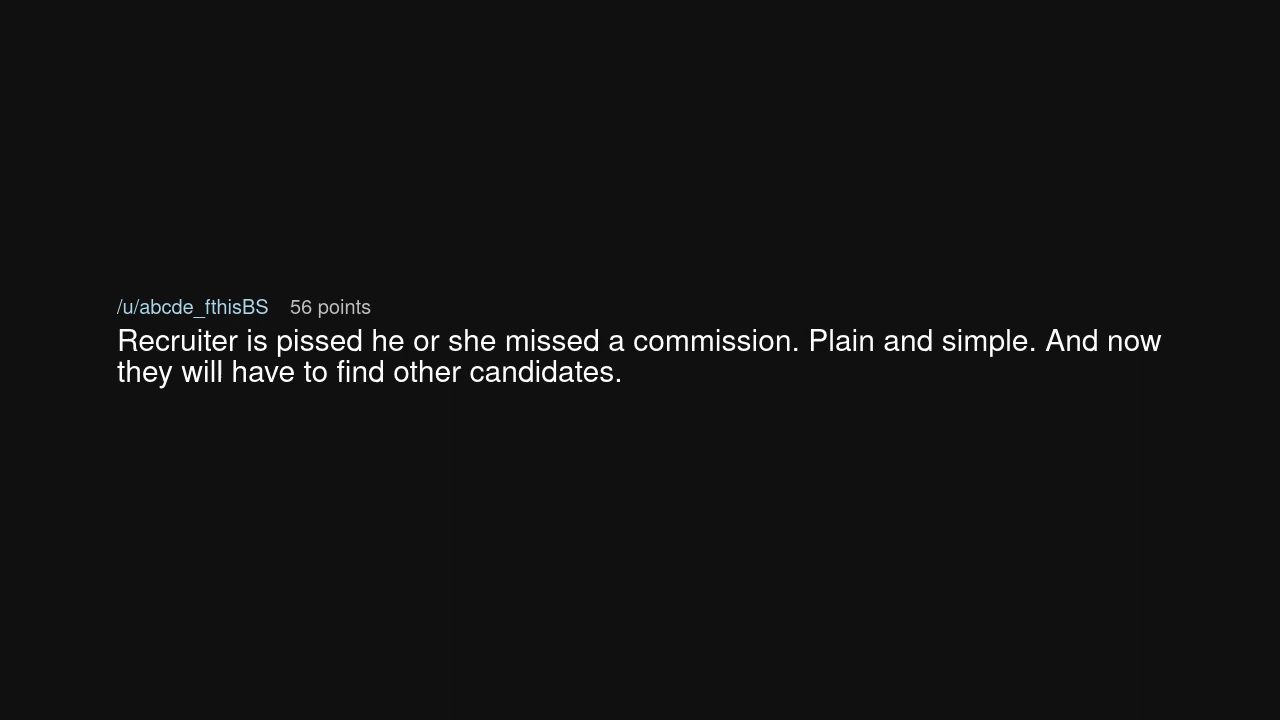 /u/abcde_fthisBS 56 points
Recruiter is pissed he or she missed a commission. Plain and simple. And now
they will have to find other candidates.